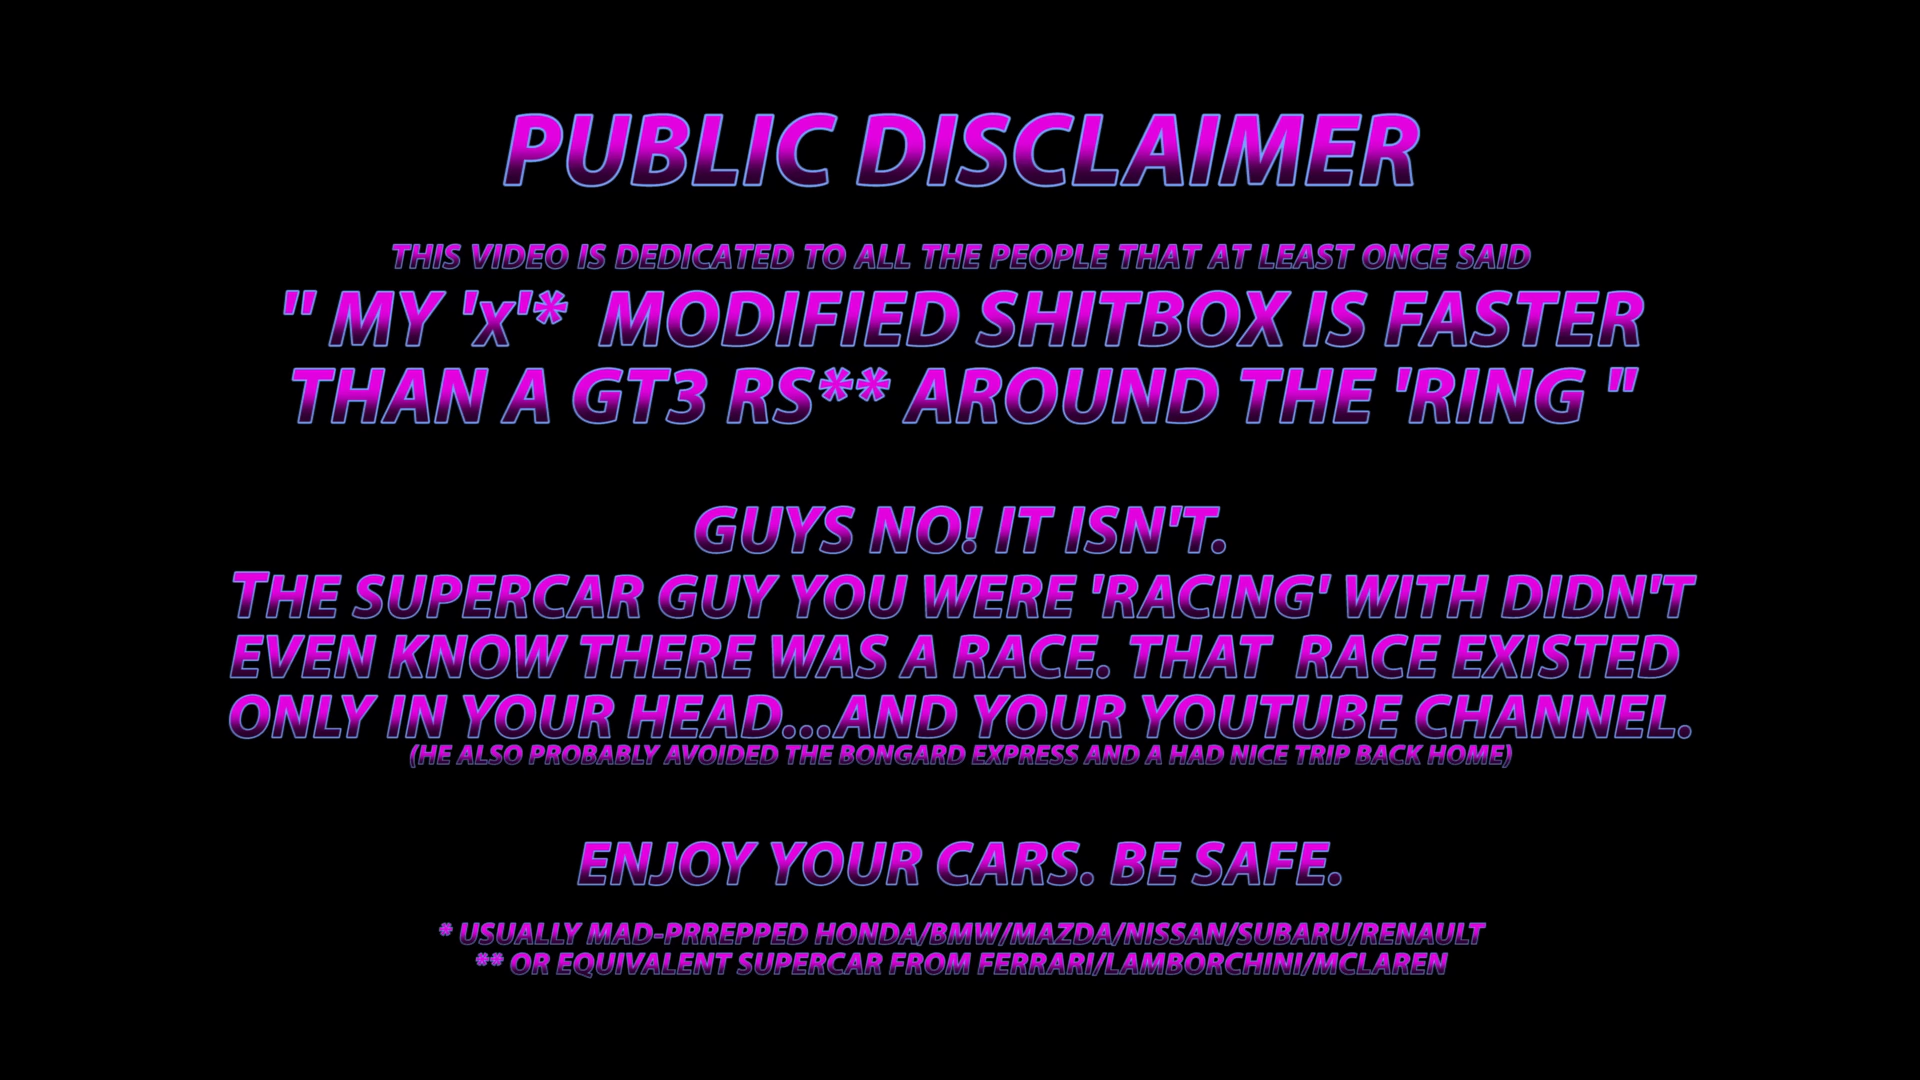 PUBLIC DISCLAIMER
THIS VIDEO IS DEDICATED TO ALL THE PEOPLE THAT AT LEAST ONCE SAID
" MY 'X'* MODIFIED SHITBOX IS FASTER
THAN A GT3 RS** AROUND THE 'RING "
GUYS NO! IT ISN'T.
THE SUPERCAR GUY YOU WERE 'RACING' WITH DIDN'T
EVEN KNOW THERE WAS A RACE. THAT RACE EXISTED
ONLY IN YOUR HEAD...AND YOUR YOUTUBE CHANNEL.
(HE ALSO PROBABLY AVOIDED THE BONGARD EXPRESS AND A HAD NICE TRIP BACK HOME)
ENJOY YOUR CARS. BE SAFE.
* USUALLY MAD-PRREPPED HONDA/BMW/MAZDA/NISSAN/SUBARU/RENAULT
** OR EQUIVALENT SUPERCAR FROM FERRARI/LAMBORCHINI/MCLAREN